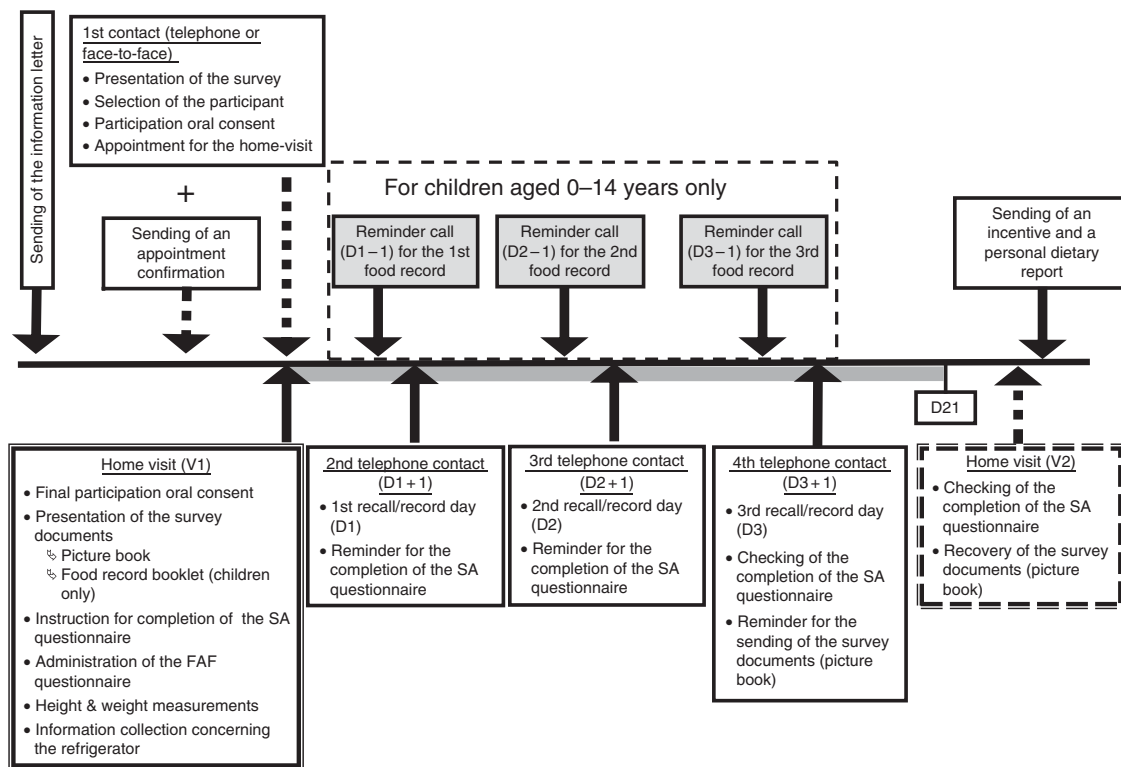 Sending of the information letter
1st contact (telephone or
face-to-face)
• Presentation of the survey
• Selection of the participant
• Participation oral consent
• Appointment for the home-visit
+
Sending of an
appointment
confirmation
For children aged 0–14 years only
Reminder call
(D1–1) for the 1st
food record
Reminder call
(D2–1) for the 2nd
food record
Reminder call
(D3–1) for the 3rd
food record
Sending of an
incentive and a
personal dietary
report
D21
Home visit (V1)
• Final participation oral consent
• Presentation of the survey
documents
↳ Picture book
↳ Food record booklet (children
only)
• Instruction for completion of the SA
questionnaire
• Administration of the FAF
questionnaire
• Height & weight measurements
• Information collection concerning
the refrigerator
2nd telephone contact
(D1+1)
• 1st recall/record day
(D1)
• Reminder for the
completion of the SA
questionnaire
3rd telephone contact
(D2+1)
• 2nd recall/record day
(D2)
• Reminder for the
completion of the SA
questionnaire
4th telephone contact
(D3+1)
• 3rd recall/record day
(D3)
• Checking of the
completion of the SA
questionnaire
• Reminder for the
sending of the survey
documents (picture
book)
Home visit (V2)
• Checking of the
completion of the SA
questionnaire
• Recovery of the survey
documents (picture
book)